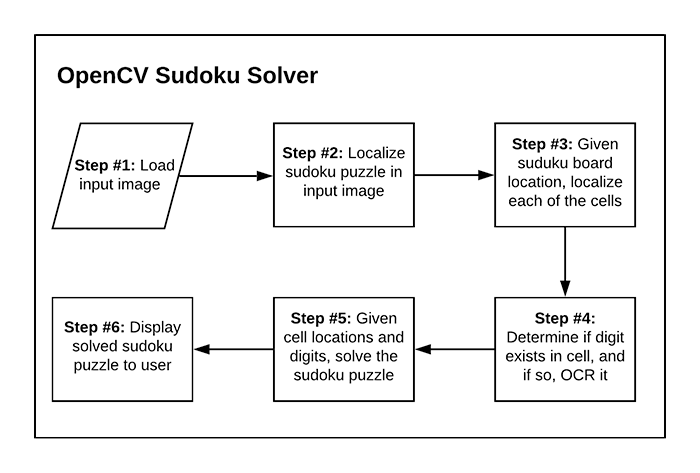 OpenCV Sudoku Solver
Step #1: Load
input image
Step #2: Localize
sudoku puzzle in
input image
Step #3: Given
suduku board
location, localize
each of the cells
Step #4:
Determine if digit
exists in cell, and
if so, OCR it
Step #5: Given
cell locations and
digits, solve the
sudoku puzzle
Step #6: Display
solved sudoku
puzzle to user